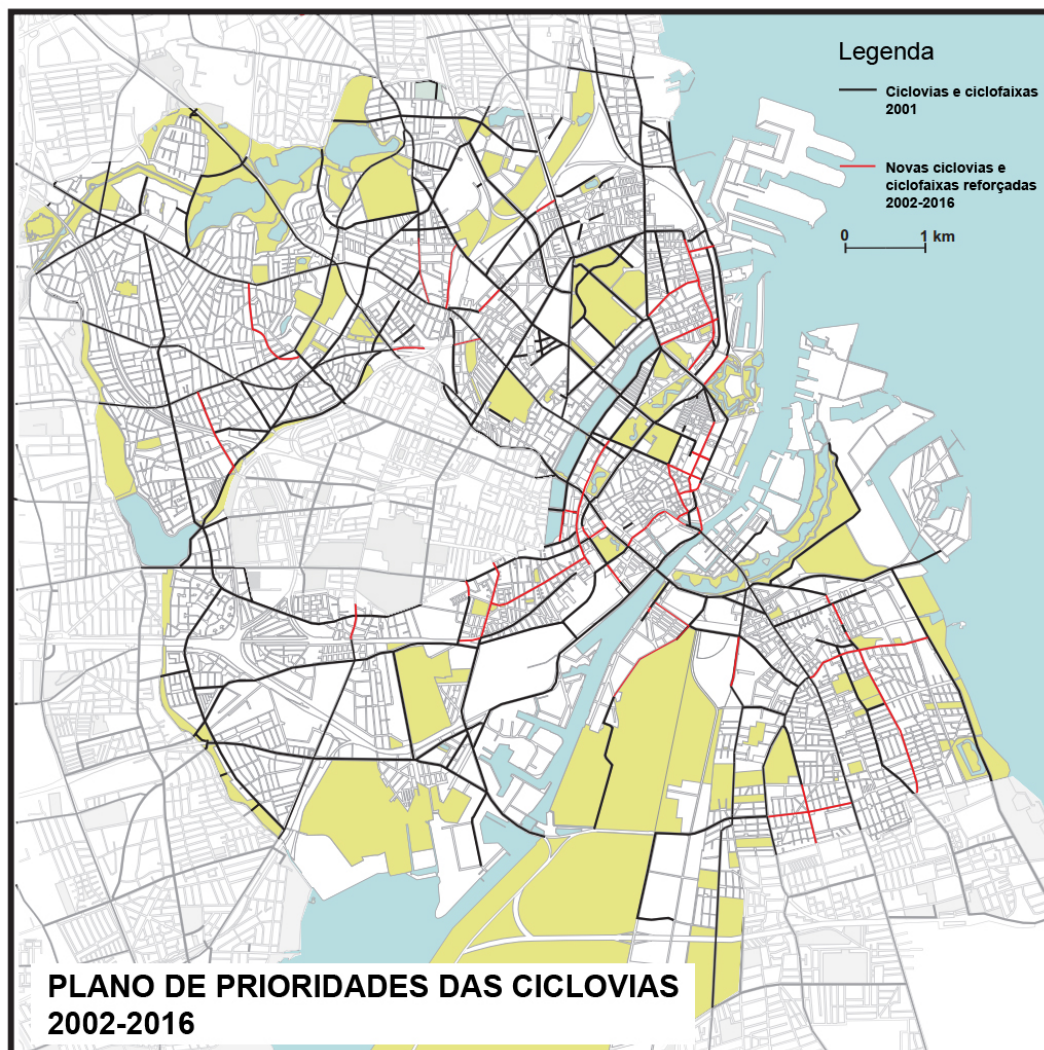 Legenda
Ciclovias e ciclofaixas
2001
Novas ciclovias e
ciclofaixas reforçadas
2002-2016
0 1 km
PLANO DE PRIORIDADES DAS CICLOVIAS
2002-2016